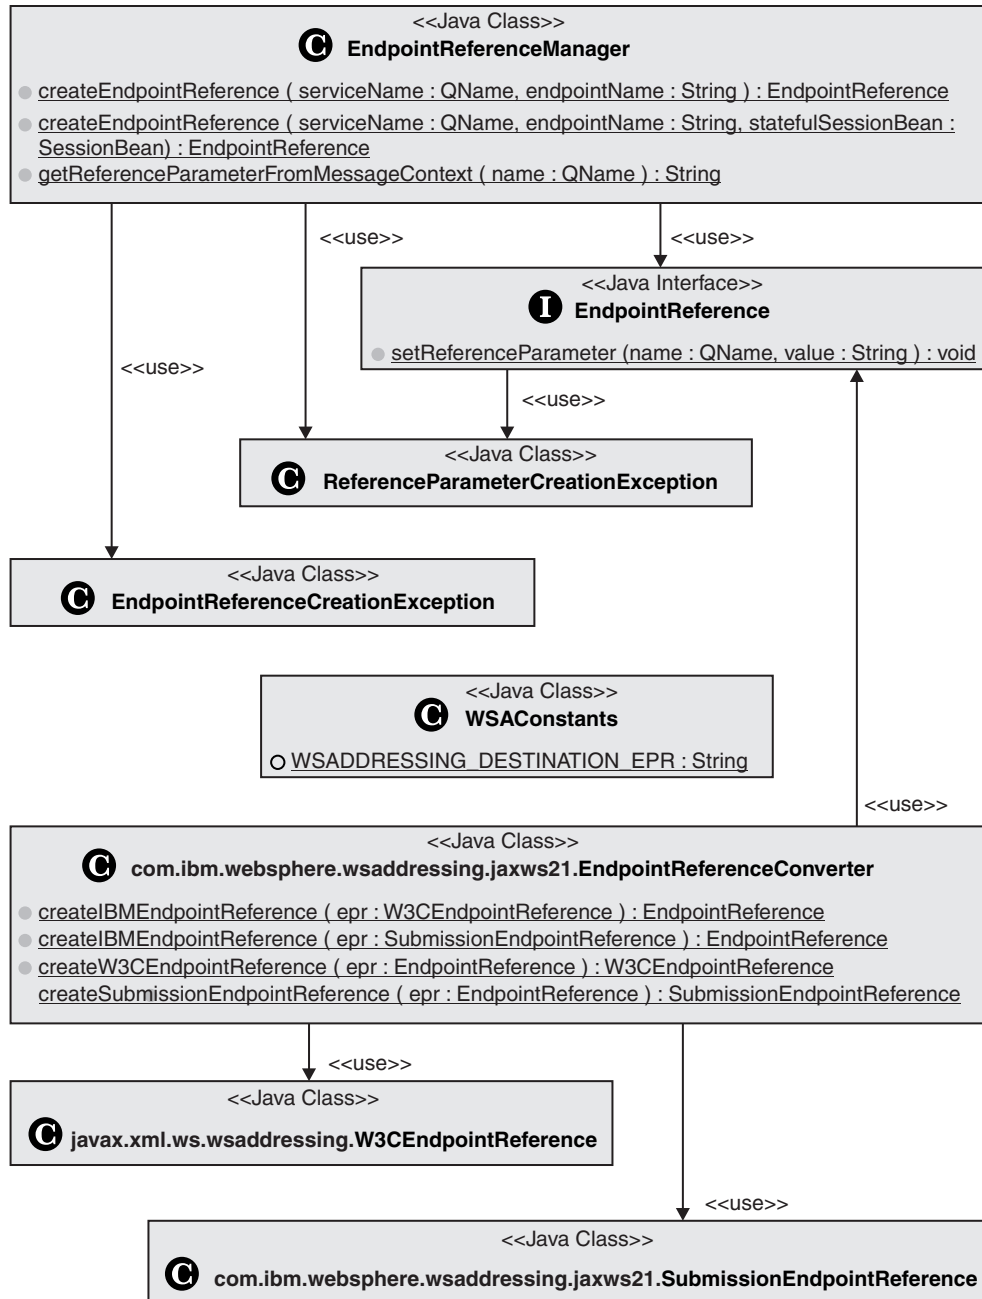 <<Java Class>>
C EndpointReferenceManager
createEndpointReference ( serviceName : QName, endpointName : String ) : EndpointReference
createEndpointReference ( serviceName : QName, endpointName : String, statefulSessionBean :
SessionBean) : EndpointReference
getReferenceParameterFromMessageContext ( name : QName ) : String
<<use>>
<<use>>
<<Java Interface>>
I EndpointReference
setReferenceParameter (name : QName, value : String ) : void
<<use>>
<<use>>
<<Java Class>>
C ReferenceParameterCreationException
<<Java Class>>
C EndpointReferenceCreationException
<<Java Class>>
C WSAConstants
WSADDRESSING_DESTINATION_EPR : String
<<use>>
<<Java Class>>
C com.ibm.websphere.wsaddressing.jaxws21.EndpointReferenceConverter
createIBMEndpointReference ( epr : W3CEndpointReference ) : EndpointReference
createIBMEndpointReference ( epr : SubmissionEndpointReference ) : EndpointReference
createW3CEndpointReference ( epr : EndpointReference ) : W3CEndpointReference
createSubmissionEndpointReference ( epr : EndpointReference ) : SubmissionEndpointReference
<<use>>
<<Java Class>>
C javax.xml.ws.wsaddressing.W3CEndpointReference
<<use>>
<<Java Class>>
C com.ibm.websphere.wsaddressing.jaxws21.SubmissionEndpointReference